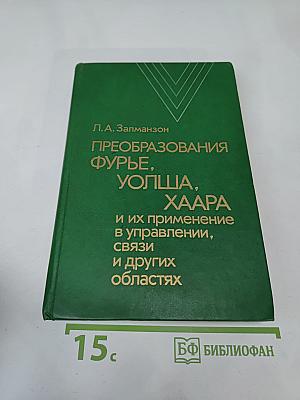 Л. А. Залманзон
ПРЕОБРАЗОВАНИЯ
ФУРЬЕ,
УОЛША,
ХААРА
и их применение
в управлении,
связи
и других
областях
15с
БФ БИБЛИОФАН